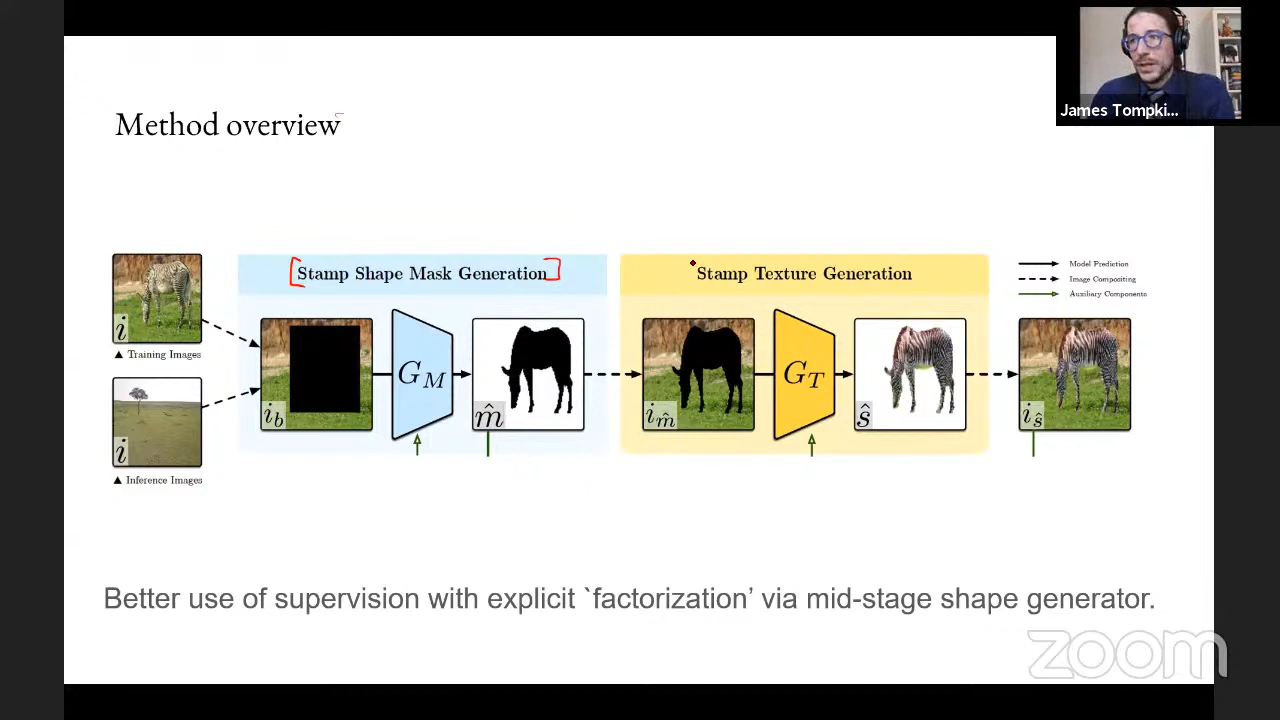 James Tompki...
Method overview
Stamp Shape Mask Generation
Stamp Texture Generation
Model Prediction
Image Compositing
Auxiliary Components
i
▲ Training Images
i
▲ Inference Images
i_b
G_M
m̂
i_m̂
G_T
ŝ
i_ŝ
Better use of supervision with explicit `factorization’ via mid-stage shape generator.
zoom